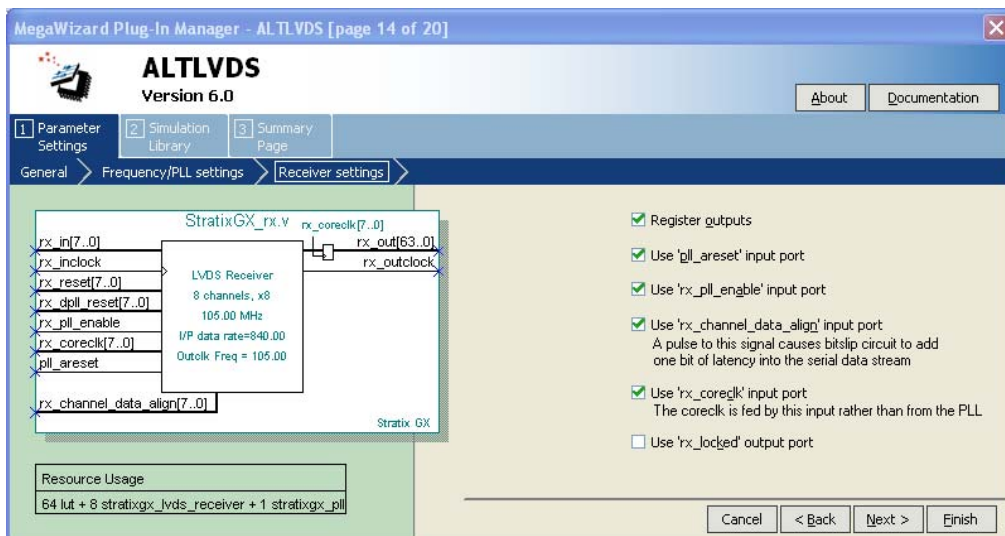 MegaWizard Plug-In Manager - ALTLVDS [page 14 of 20]
ALTLVDS
Version 6.0
About
Documentation
1 Parameter Settings
2 Simulation Library
3 Summary Page
General
Frequency/PLL settings
Receiver settings
StratixGX_rx.v
rx_coreclk[7..0]
rx_in[7..0]
rx_out[63..0]
rx_inclock
rx_outclock
rx_reset[7..0]
rx_dpll_reset[7..0]
rx_pll_enable
rx_coreclk[7..0]
pll_areset
rx_channel_data_align[7..0]
LVDS Receiver
8 channels, x8
105.00 MHz
I/P data rate=840.00
Outclk Freq = 105.00
Stratix GX
Resource Usage
64 lut + 8 stratixgx_lvds_receiver + 1 stratixgx_pll
Register outputs
Use 'pll_areset' input port
Use 'rx_pll_enable' input port
Use 'rx_channel_data_align' input port
A pulse to this signal causes bitslip circuit to add
one bit of latency into the serial data stream
Use 'rx_coreclk' input port
The coreclk is fed by this input rather than from the PLL
Use 'rx_locked' output port
Cancel
< Back
Next >
Finish